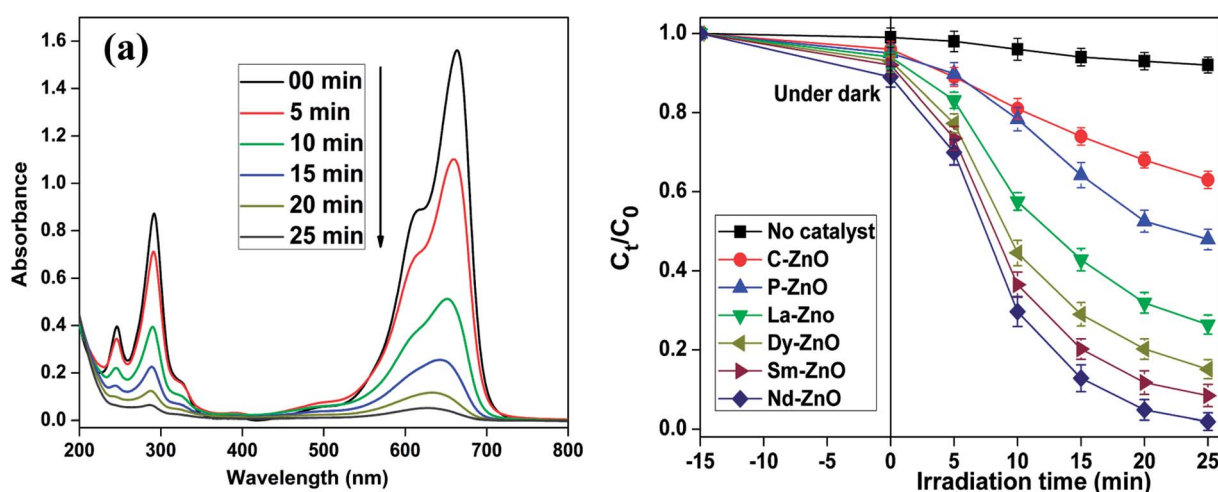 (a)
00 min
5 min
10 min
15 min
20 min
25 min
1.6
1.4
1.2
1.0
0.8
0.6
0.4
0.2
0.0
Absorbance
200 300 400 500 600 700 800
Wavelength (nm)
1.0
0.8
0.6
0.4
0.2
0.0
C_t/C_0
Under dark
No catalyst
C-ZnO
P-ZnO
La-Zno
Dy-ZnO
Sm-ZnO
Nd-ZnO
-15 -10 -5 0 5 10 15 20 25
Irradiation time (min)